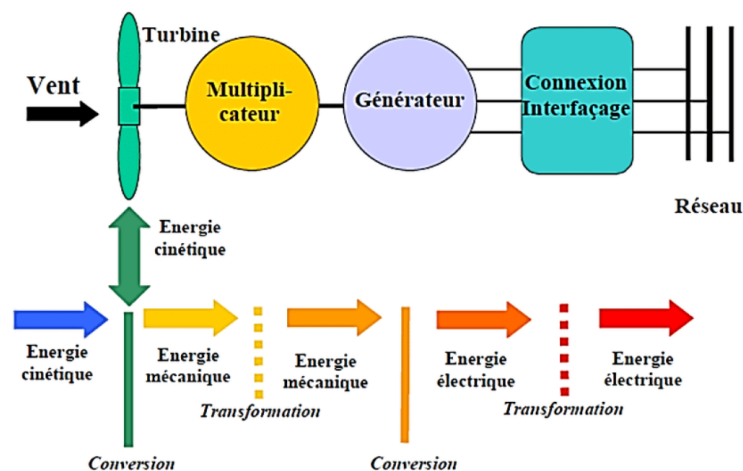 Turbine
Vent
Multipli-
cateur
Générateur
Connexion
Interfaçage
Réseau
Energie
cinétique
Energie
cinétique
Energie
mécanique
Energie
mécanique
Energie
électrique
Energie
électrique
Transformation
Transformation
Conversion
Conversion